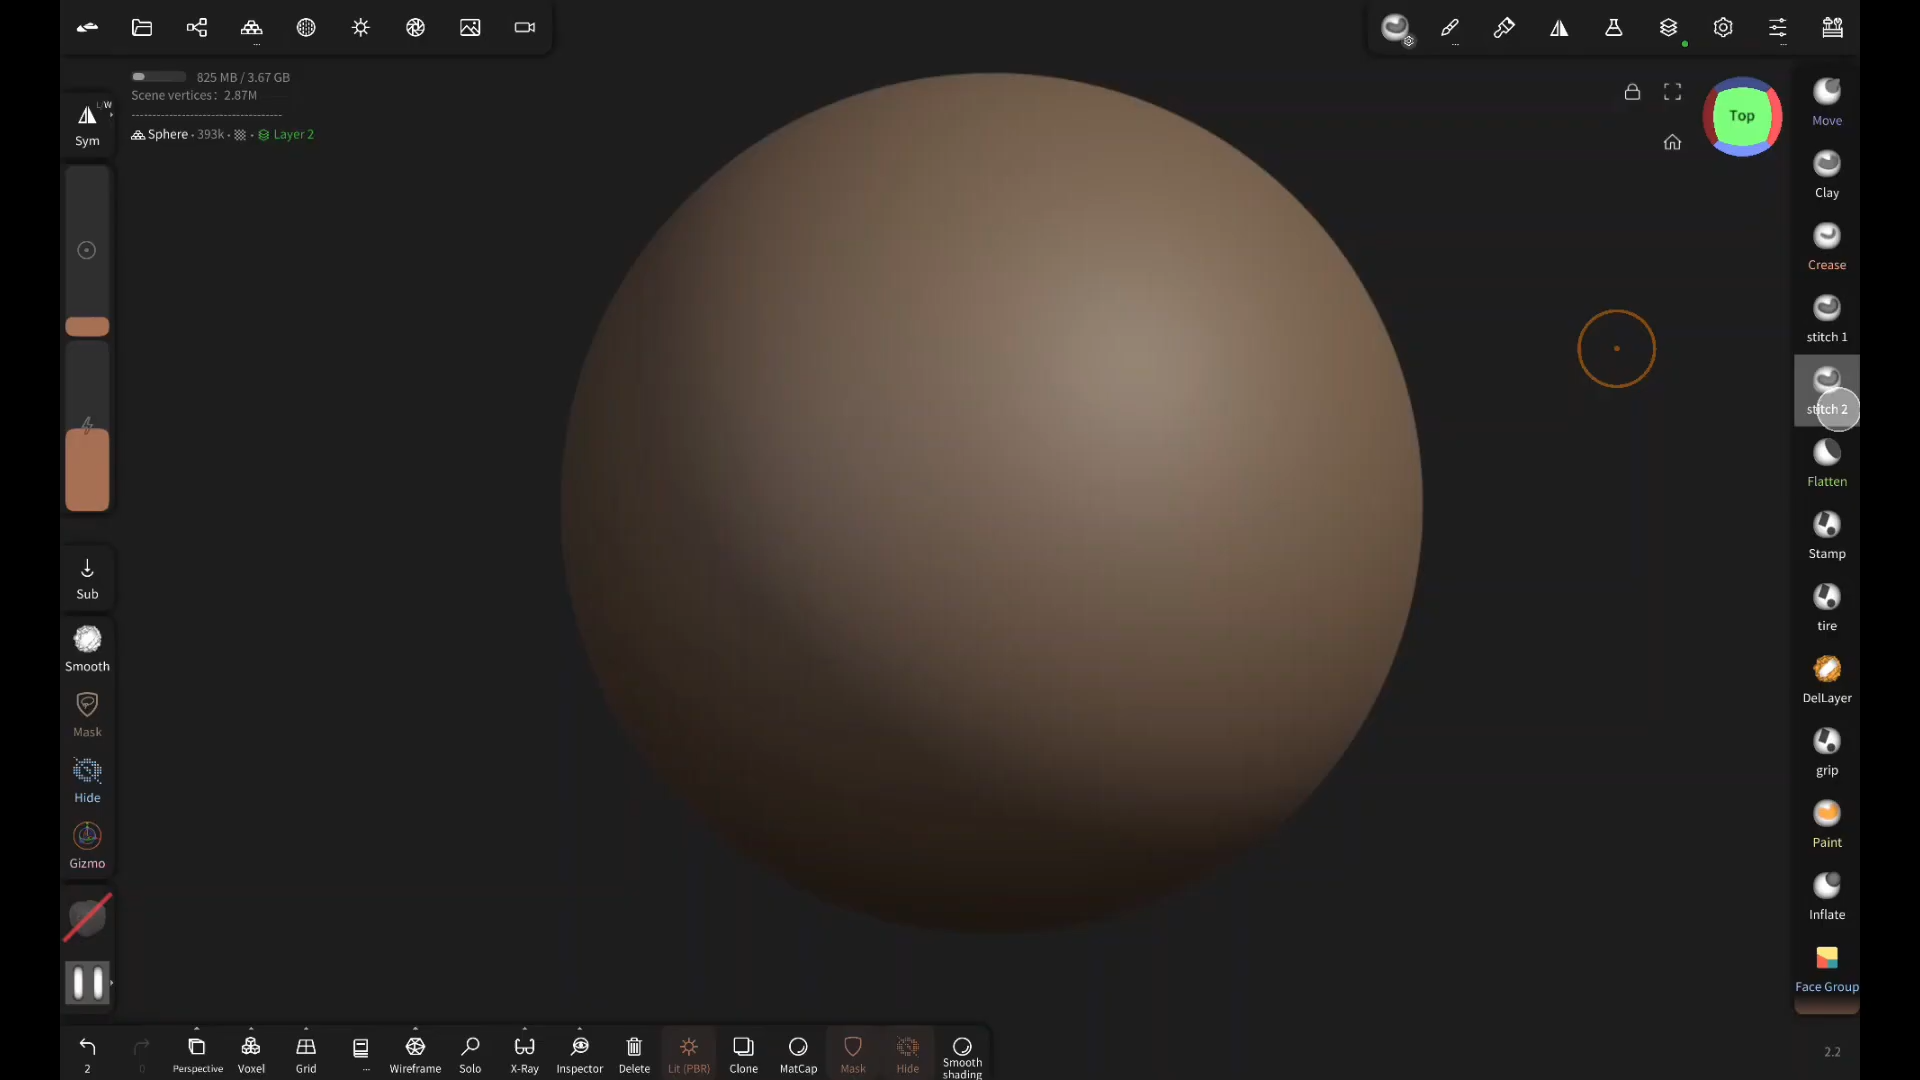 825 MB / 3.67 GB
Scene vertices: 2.87M
Sphere · 393k · Layer 2
L/W
Sym
Top
Move
Clay
Crease
stitch 1
stitch 2
Flatten
Stamp
tire
DelLayer
grip
Paint
Inflate
Face Group
Sub
Smooth
Mask
Hide
Gizmo
2
0
Perspective
Voxel
Grid
...
Wireframe
Solo
X-Ray
Inspector
Delete
Lit (PBR)
Clone
MatCap
Mask
Hide
Smooth
shading
2.2